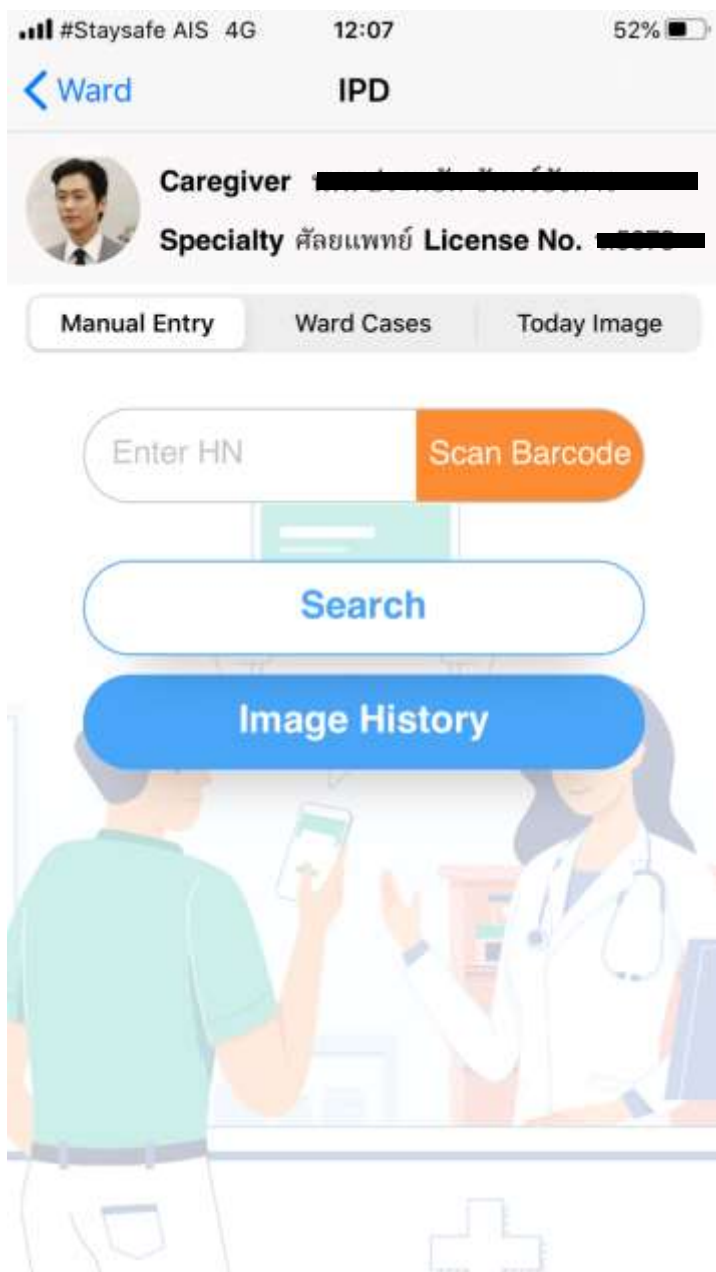 #Staysafe AIS 4G 12:07 52%
Ward IPD
Caregiver
Specialty ศัลยแพทย์ License No.
Manual Entry Ward Cases Today Image
Enter HN Scan Barcode
Search
Image History